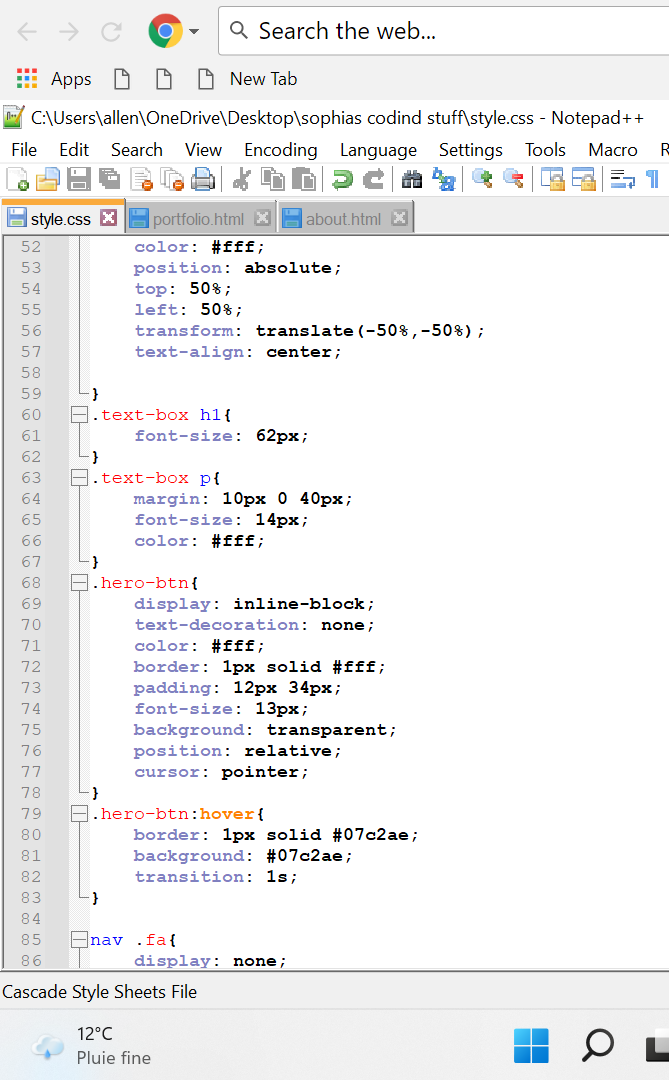 Search the web...
Apps
New Tab
C:\Users\allen\OneDrive\Desktop\sophias codind stuff\style.css - Notepad++
File Edit Search View Encoding Language Settings Tools Macro R
style.css portfolio.html about.html
52 color: #fff;
53 position: absolute;
54 top: 50%;
55 left: 50%;
56 transform: translate(-50%,-50%);
57 text-align: center;
58
59 }
60 .text-box h1{
61 font-size: 62px;
62 }
63 .text-box p{
64 margin: 10px 0 40px;
65 font-size: 14px;
66 color: #fff;
67 }
68 .hero-btn{
69 display: inline-block;
70 text-decoration: none;
71 color: #fff;
72 border: 1px solid #fff;
73 padding: 12px 34px;
74 font-size: 13px;
75 background: transparent;
76 position: relative;
77 cursor: pointer;
78 }
79 .hero-btn:hover{
80 border: 1px solid #07c2ae;
81 background: #07c2ae;
82 transition: 1s;
83 }
84
85 nav .fa{
86 display: none;
Cascade Style Sheets File
12°C
Pluie fine